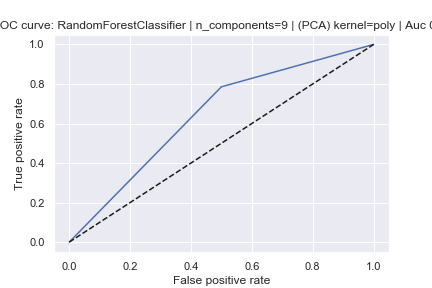 OC curve: RandomForestClassifier | n_components=9 | (PCA) kernel=poly | Auc
1.0
0.8
0.6
0.4
0.2
0.0
True positive rate
0.0 0.2 0.4 0.6 0.8 1.0
False positive rate